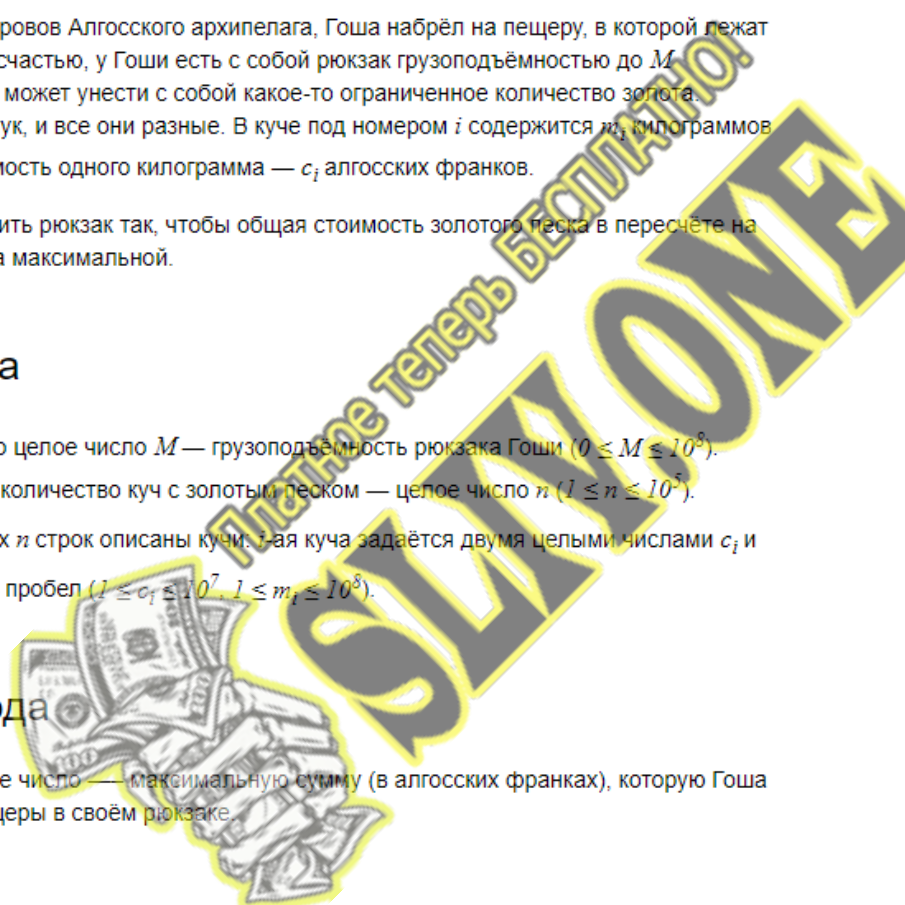 ровов Алгосского архипелага, Гоша набрёл на пещеру, в которой лежат
счастью, у Гоши есть с собой рюкзак грузоподъёмностью до M
может унести с собой какое-то ограниченное количество золота.
ук, и все они разные. В куче под номером i содержится mᵢ килограммов
мость одного килограмма — cᵢ алгосских франков.
ить рюкзак так, чтобы общая стоимость золотого песка в пересчёте на
а максимальной.
а
о целое число M — грузоподъёмность рюкзака Гоши (0 ≤ M ≤ 10⁸).
количество куч с золотым песком — целое число n (1 ≤ n ≤ 10⁵).
х n строк описаны кучи: i-ая куча задаётся двумя целыми числами cᵢ и
пробел (1 ≤ cᵢ ≤ 10⁷, 1 ≤ mᵢ ≤ 10⁸).
ода
е число —– максимальную сумму (в алгосских франках), которую Гоша
щеры в своём рюкзаке.
Платное теперь БЕСПЛАТНО!
SLIV.ONE